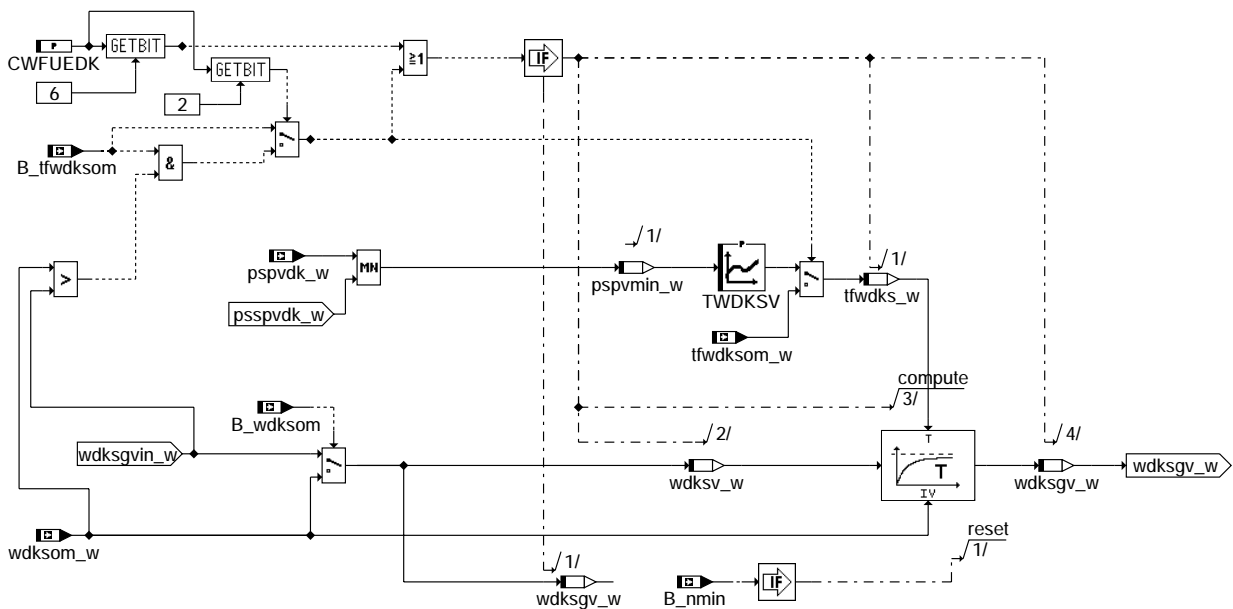 P
CWFUEDK
GETBIT
≥1
IF
GETBIT
6
2
B_tfwdksom
&
1/
P
1/
>
pspvdk_w
MN
pspvmin_w
TWDKSV
tfwdks_w
psspvdk_w
tfwdksom_w
compute
3/
B_wdksom
2/
T
4/
wdksgvin_w
T
wdksgv_w
wdksv_w
IV
wdksgv_w
wdksom_w
reset
1/
1/
wdksgv_w
B_nmin
IF